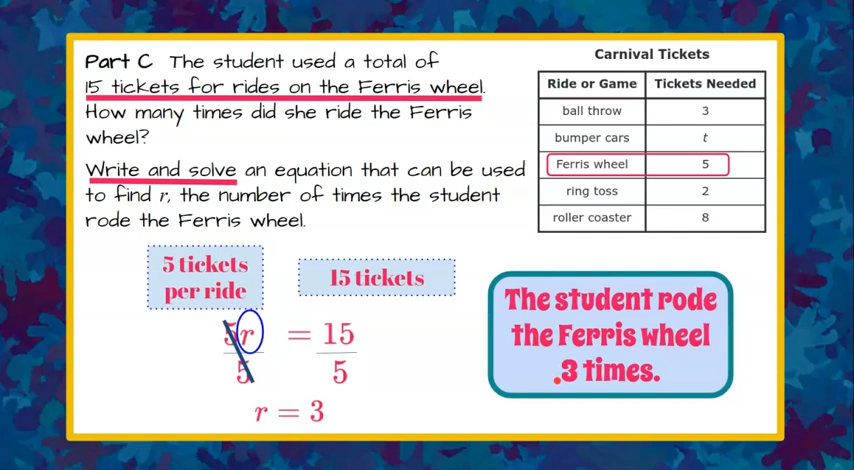 Part C The student used a total of
15 tickets for rides on the Ferris wheel.
How many times did she ride the Ferris
wheel?
Write and solve an equation that can be used
to find r, the number of times the student
rode the Ferris wheel.
Carnival Tickets
Ride or Game Tickets Needed
ball throw 3
bumper cars t
Ferris wheel 5
ring toss 2
roller coaster 8
5 tickets
per ride
15 tickets
5r = 15
5 5
r = 3
The student rode
the Ferris wheel
3 times.